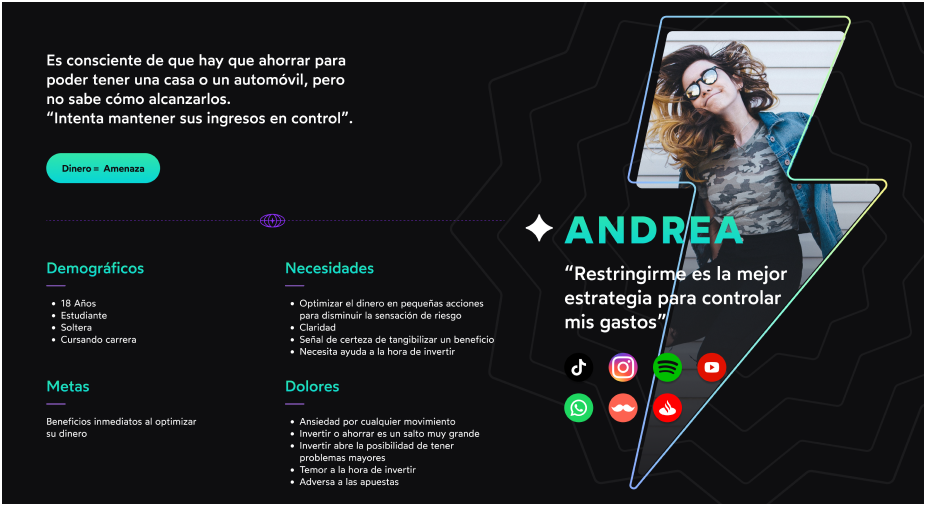 Es consciente de que hay que ahorrar para
poder tener una casa o un automóvil, pero
no sabe cómo alcanzarlos.
“Intenta mantener sus ingresos en control”.
Dinero = Amenaza
ANDREA
“Restringirme es la mejor
estrategia para controlar
mis gastos”
Demográficos
• 18 Años
• Estudiante
• Soltera
• Cursando carrera
Necesidades
• Optimizar el dinero en pequeñas acciones
para disminuir la sensación de riesgo
• Claridad
• Señal de certeza de tangibilizar un beneficio
• Necesita ayuda a la hora de invertir
Metas
Beneficios inmediatos al optimizar
su dinero
Dolores
• Ansiedad por cualquier movimiento
• Invertir o ahorrar es un salto muy grande
• Invertir abre la posibilidad de tener
problemas mayores
• Temor a la hora de invertir
• Adversa a las apuestas